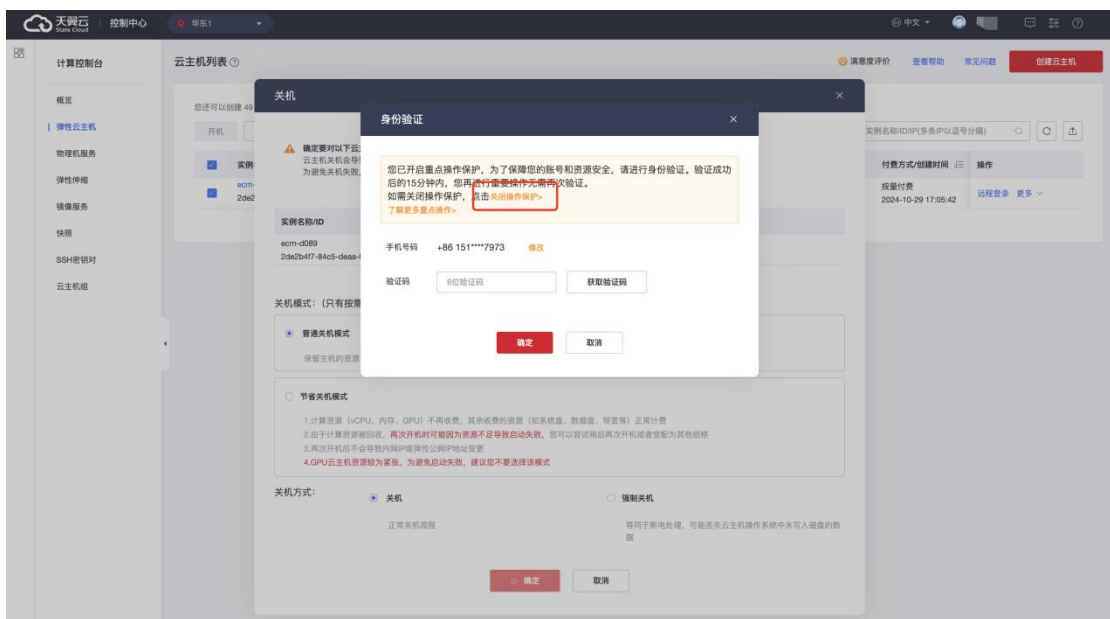 天翼云
State Cloud
控制中心
华东1
中文
计算控制台
概览
弹性云主机
物理机服务
弹性伸缩
镜像服务
快照
SSH密钥对
云主机组
云主机列表
满意度评价
查看帮助
常见问题
创建云主机
您还可以创建 49
开机
实例名称/ID/IP(多条IP以逗号分隔)
实例
付费方式/创建时间
操作
ecm-
2de2
按量付费
2024-10-29 17:05:42
远程登录 更多
关机
确定要对以下云
云主机关机会导
为避免关机失败,
实例名称/ID
ecm-d089
2de2b4f7-84c5-deaa-
关机模式：(只有按需
普通关机模式
保留主机的资源
节省关机模式
1.计算资源（vCPU、内存、GPU）不再收费，其余收费的资源（如系统盘、数据盘、带宽等）正常计费
2.由于计算资源被回收，再次开机时可能因为资源不足导致启动失败，您可以尝试稍后再次开机或者变配为其他规格
3.再次开机后不会导致内网IP或弹性公网IP地址变更
4.GPU云主机资源较为紧张，为避免启动失败，建议您不要选择该模式
关机方式：
关机
正常关机流程
强制关机
等同于断电处理，可能丢失云主机操作系统中未写入磁盘的数
据
确定
取消
身份验证
您已开启重点操作保护，为了保障您的账号和资源安全，请进行身份验证。验证成功
后的15分钟内，您再进行重要操作无需再次验证。
如需关闭操作保护，点击关闭操作保护>
了解更多重点操作>
手机号码 +86 151****7973 修改
验证码 6位验证码 获取验证码
确定 取消